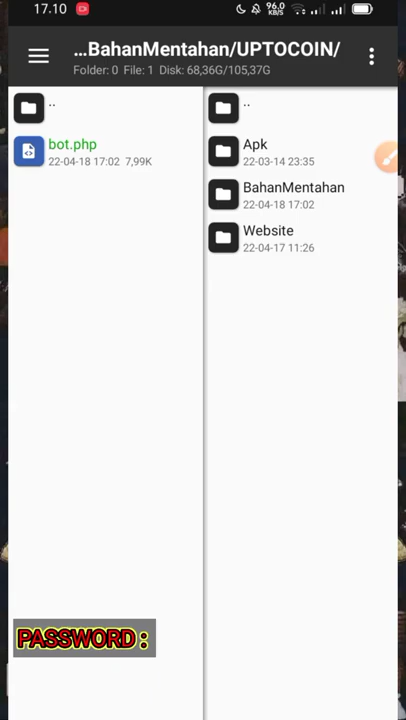 17.10 96.0 KB/S
...BahanMentahan/UPTOCOIN/
Folder: 0 File: 1 Disk: 68,36G/105,37G
..
bot.php
22-04-18 17:02 7,99K
..
Apk
22-03-14 23:35
BahanMentahan
22-04-18 17:02
Website
22-04-17 11:26
PASSWORD :